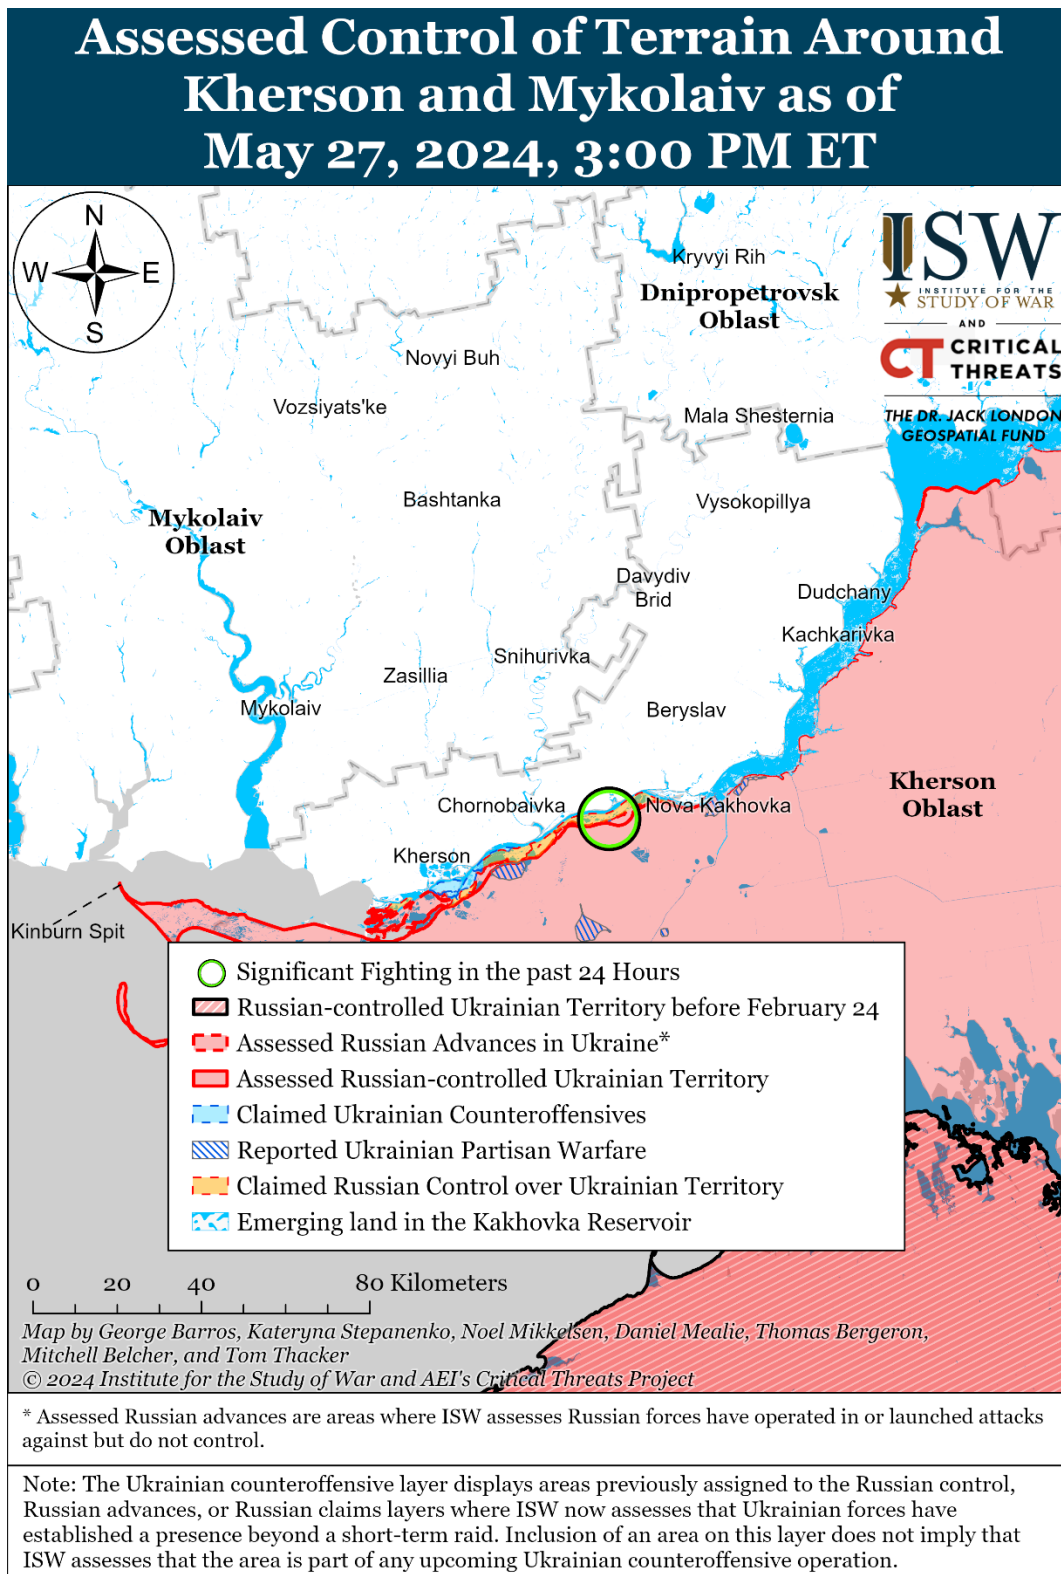 Assessed Control of Terrain Around
Kherson and Mykolaiv as of
May 27, 2024, 3:00 PM ET
N
W
E
S
ISW
INSTITUTE FOR THE
STUDY OF WAR
AND
CT CRITICAL
THREATS
THE DR. JACK LONDON
GEOSPATIAL FUND
Kryvyi Rih
Dnipropetrovsk
Oblast
Novyi Buh
Vozsiyats'ke
Mala Shesternia
Bashtanka
Vysokopillya
Mykolaiv
Oblast
Davydiv
Brid
Dudchany
Kachkarivka
Snihurivka
Zasillia
Mykolaiv
Beryslav
Kherson
Oblast
Chornobaivka
Nova Kakhovka
Kherson
Kinburn Spit
Significant Fighting in the past 24 Hours
Russian-controlled Ukrainian Territory before February 24
Assessed Russian Advances in Ukraine*
Assessed Russian-controlled Ukrainian Territory
Claimed Ukrainian Counteroffensives
Reported Ukrainian Partisan Warfare
Claimed Russian Control over Ukrainian Territory
Emerging land in the Kakhovka Reservoir
0 20 40 80 Kilometers
Map by George Barros, Kateryna Stepanenko, Noel Mikkelsen, Daniel Mealie, Thomas Bergeron,
Mitchell Belcher, and Tom Thacker
© 2024 Institute for the Study of War and AEI's Critical Threats Project
* Assessed Russian advances are areas where ISW assesses Russian forces have operated in or launched attacks
against but do not control.
Note: The Ukrainian counteroffensive layer displays areas previously assigned to the Russian control,
Russian advances, or Russian claims layers where ISW now assesses that Ukrainian forces have
established a presence beyond a short-term raid. Inclusion of an area on this layer does not imply that
ISW assesses that the area is part of any upcoming Ukrainian counteroffensive operation.